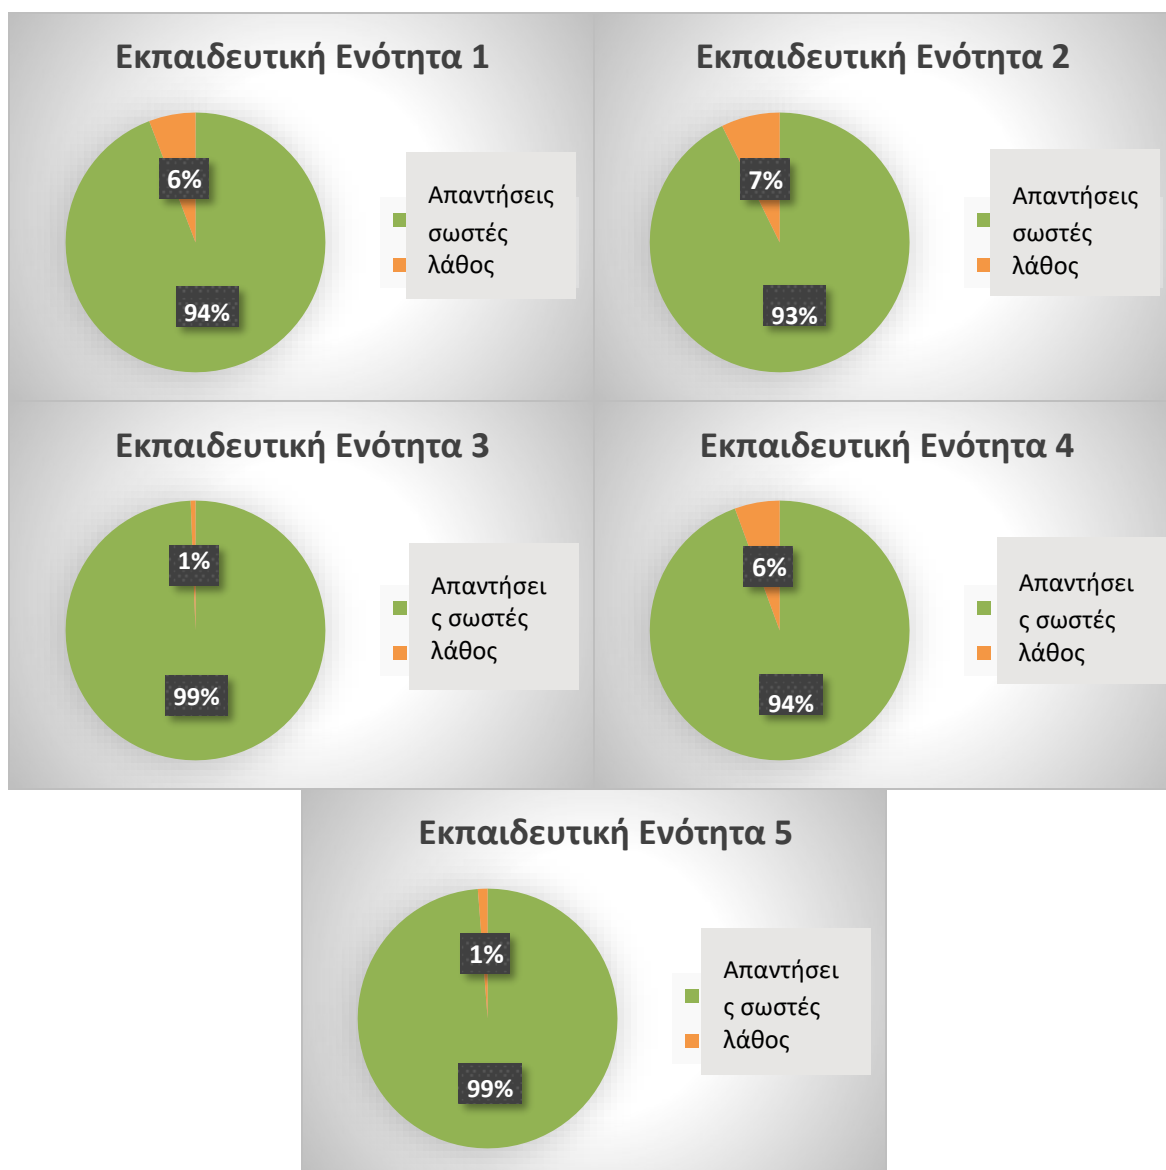 Εκπαιδευτική Ενότητα 1
6%
94%
Απαντήσεις
σωστές
λάθος
Εκπαιδευτική Ενότητα 2
7%
93%
Απαντήσεις
σωστές
λάθος
Εκπαιδευτική Ενότητα 3
1%
99%
Απαντήσει
ς σωστές
λάθος
Εκπαιδευτική Ενότητα 4
6%
94%
Απαντήσει
ς σωστές
λάθος
Εκπαιδευτική Ενότητα 5
1%
99%
Απαντήσει
ς σωστές
λάθος